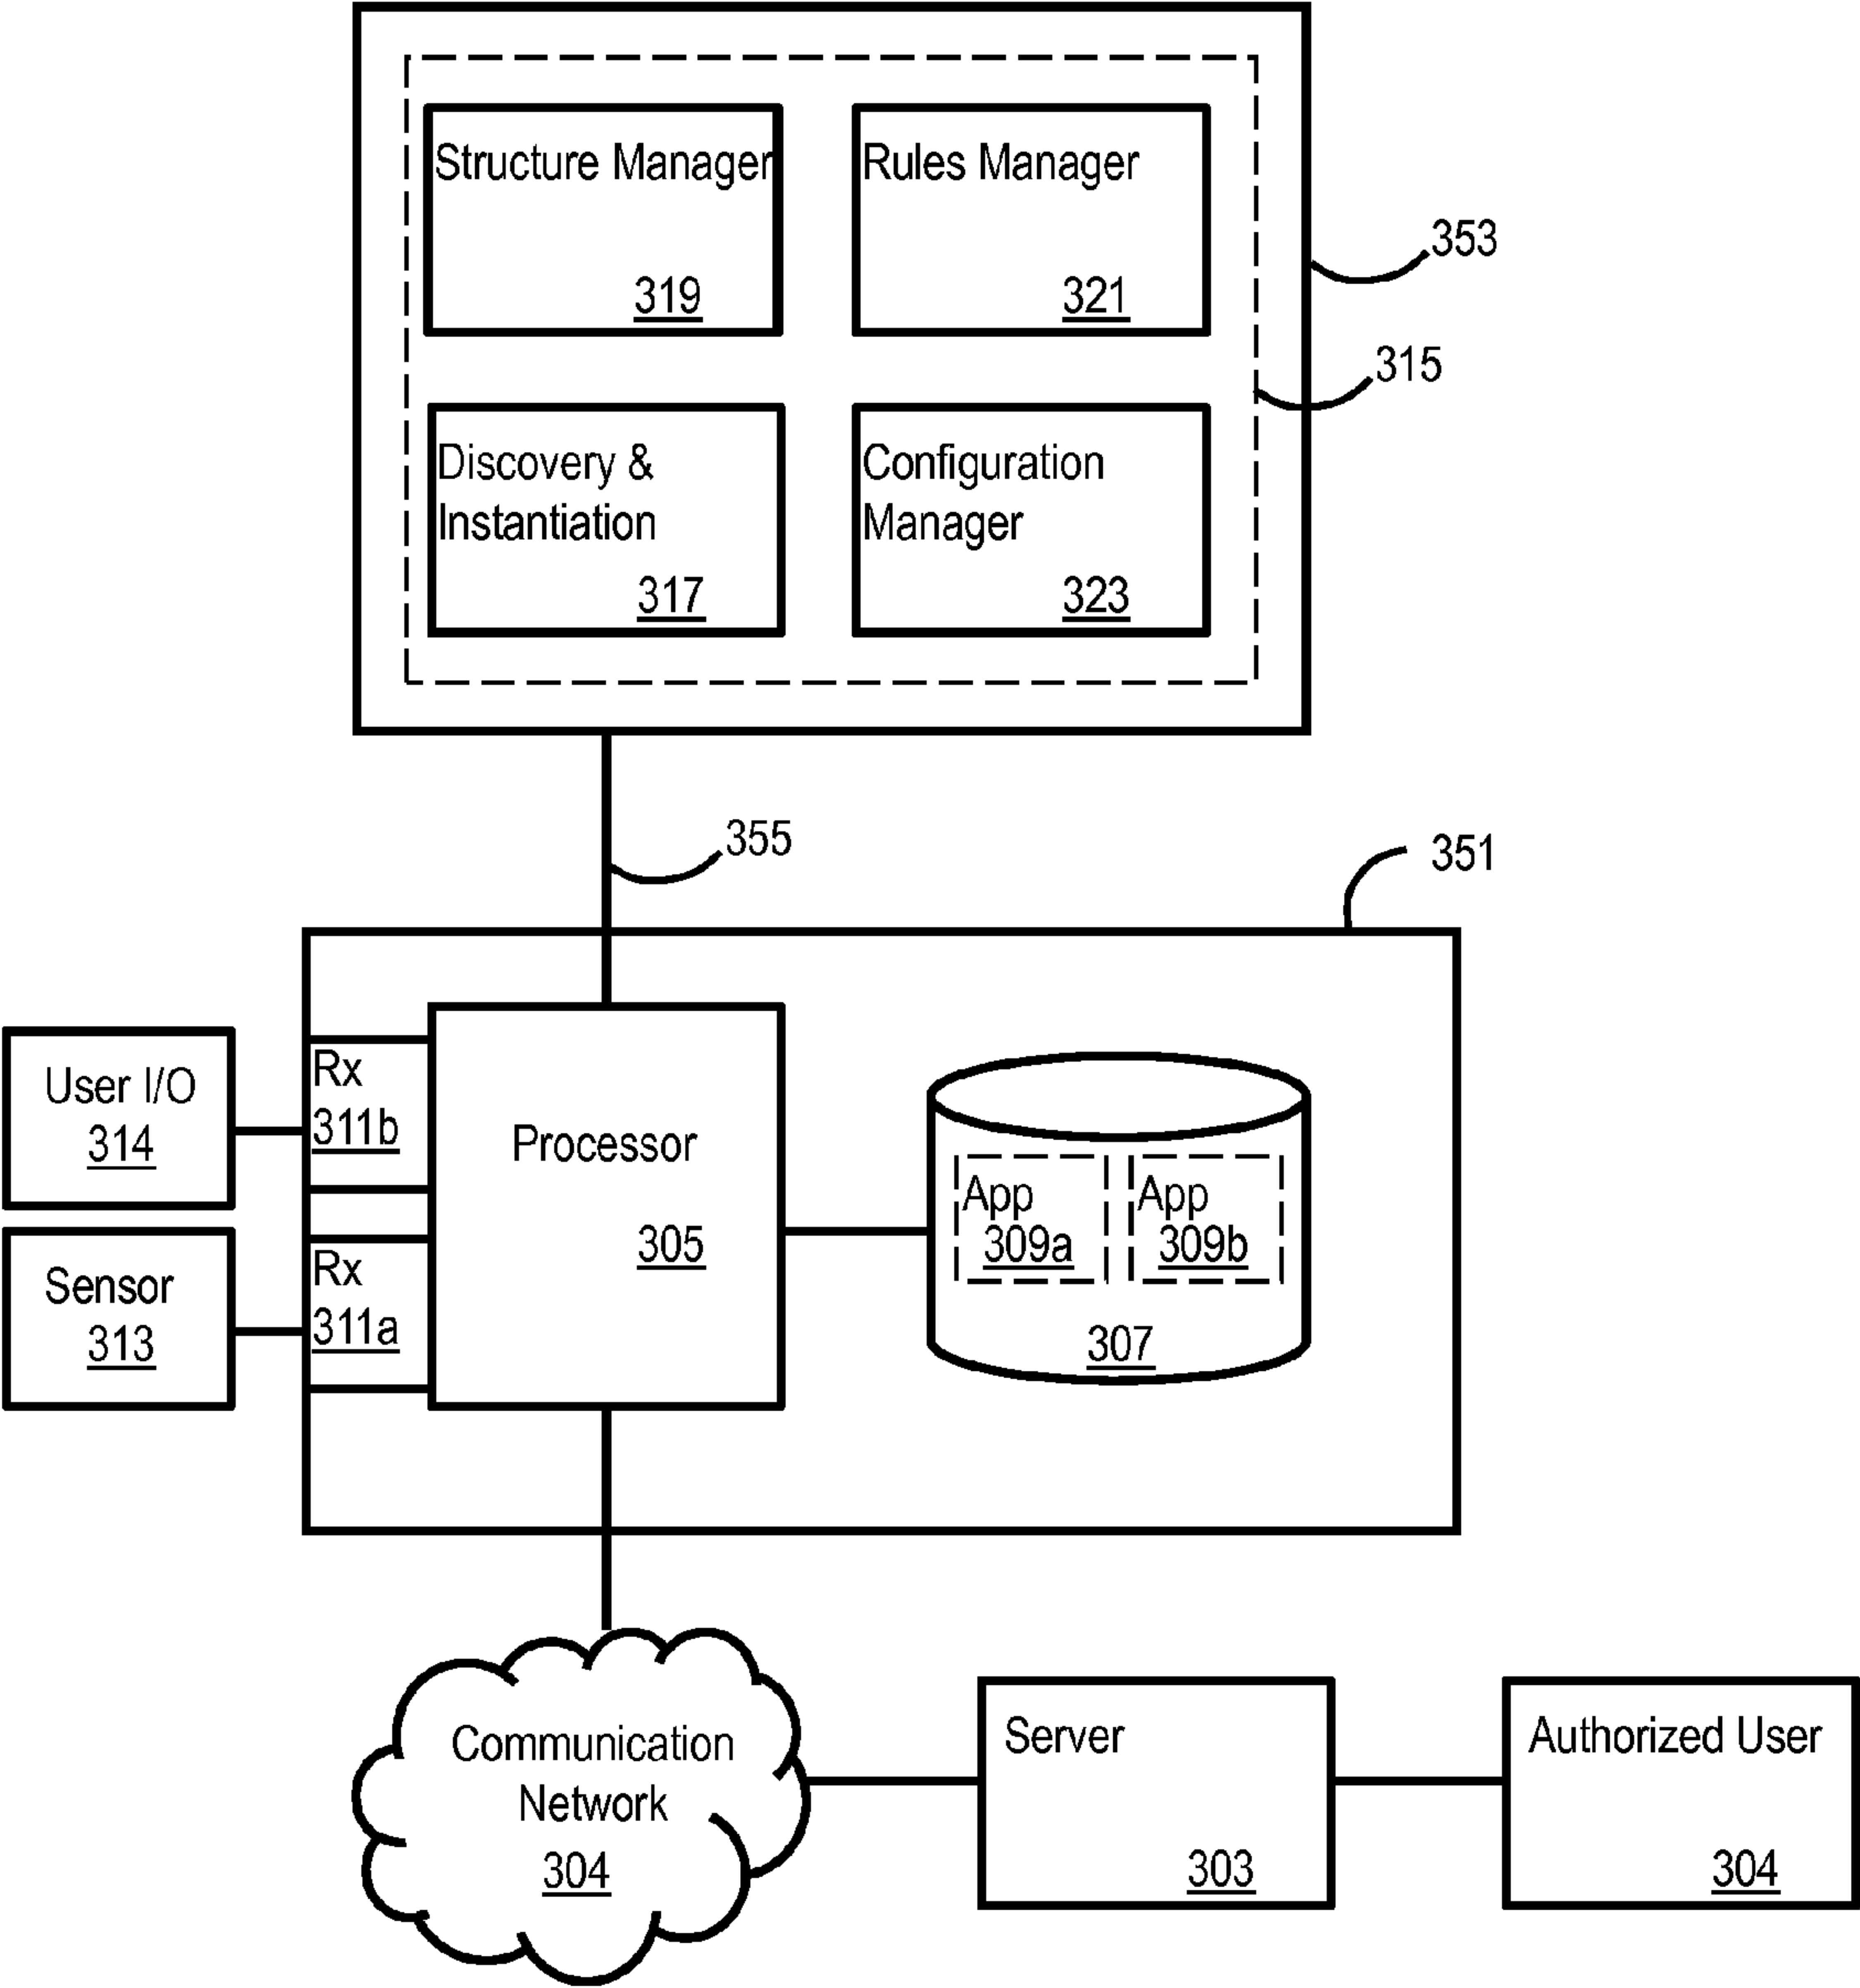 Structure Manager
319
Rules Manager
321
353
315
Discovery &
Instantiation
317
Configuration
Manager
323
355
351
User I/O
314
Rx
311b
Processor
305
App
309a
App
309b
307
Sensor
313
Rx
311a
Communication
Network
304
Server
303
Authorized User
304